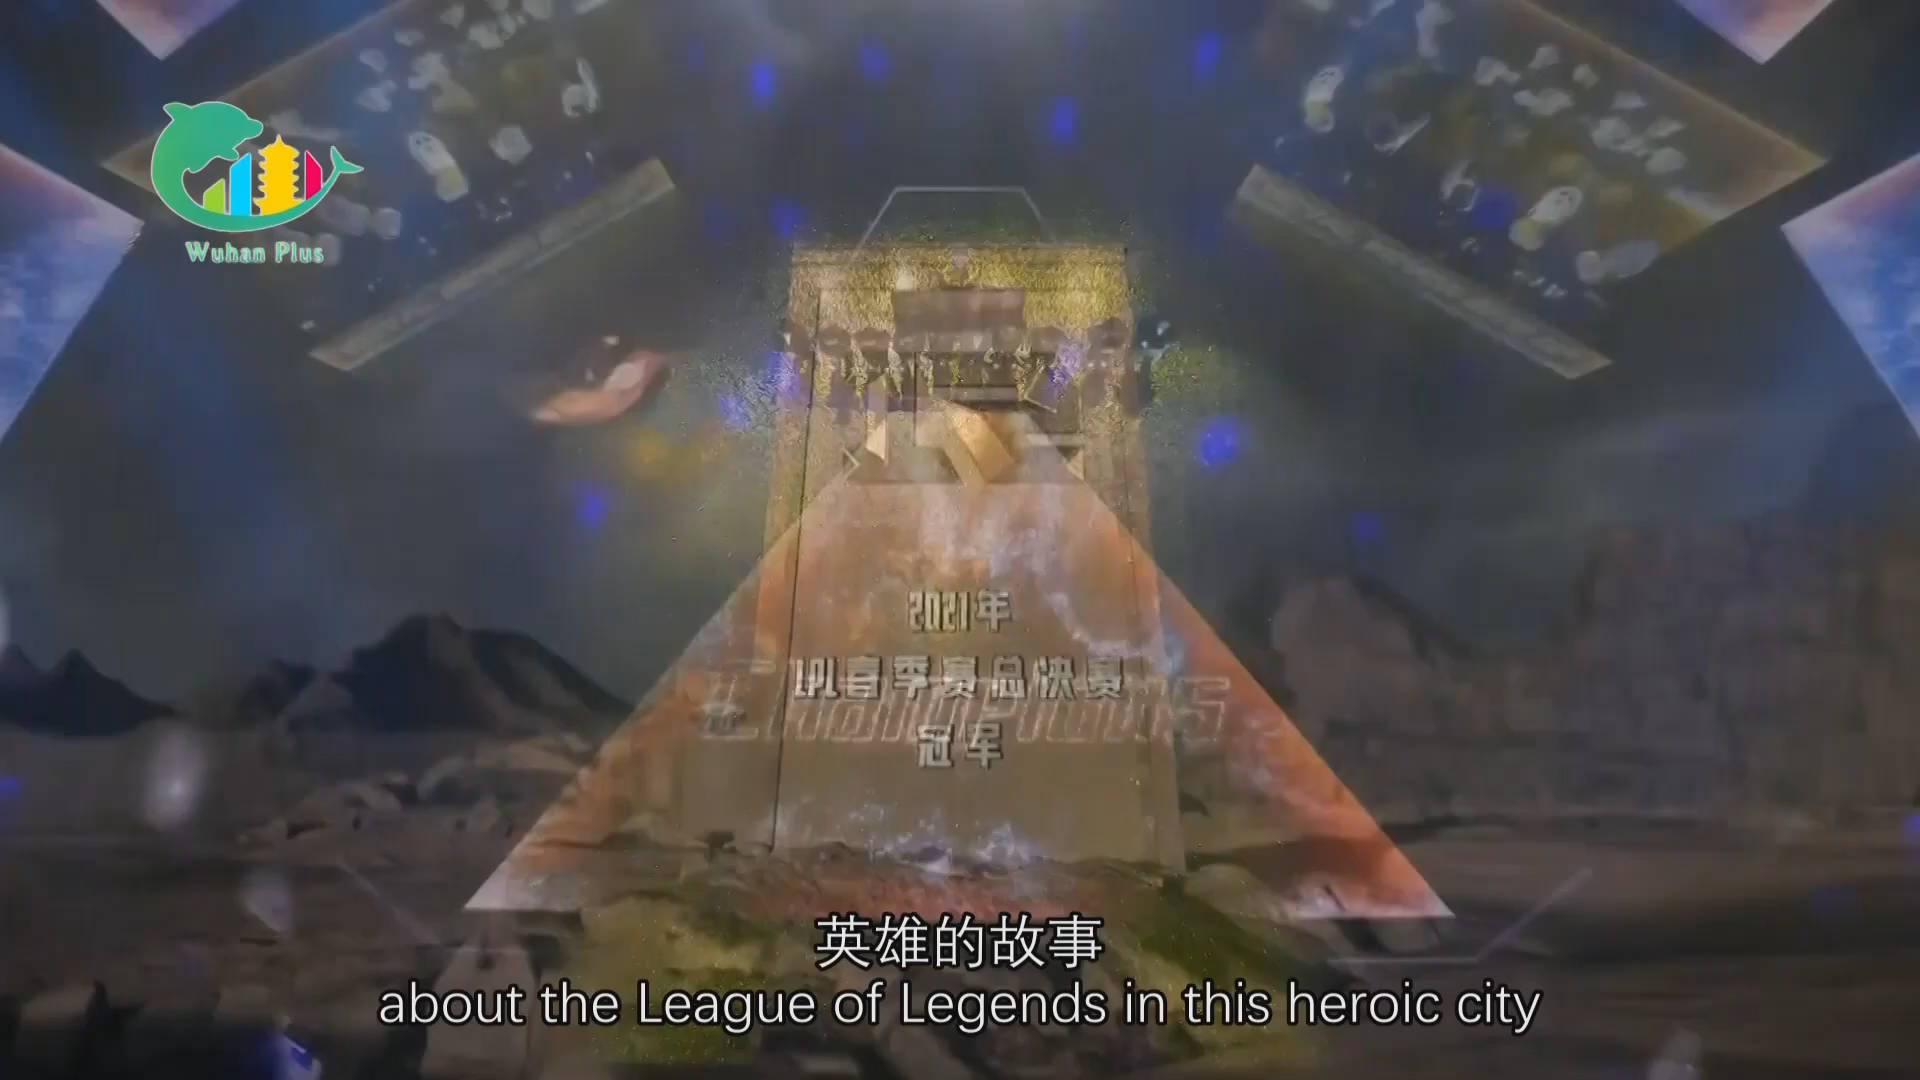 Wuhan Plus
2021年
LPL春季赛总决赛
CHAMPIONS
冠军
英雄的故事
about the League of Legends in this heroic city